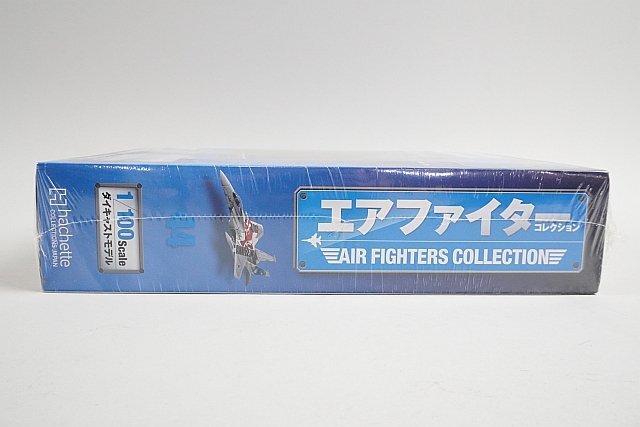 hachette
COLLECTIONS JAPAN
1/100 Scale
ダイキャストモデル
34
エアファイター
コレクション
AIR FIGHTERS COLLECTION